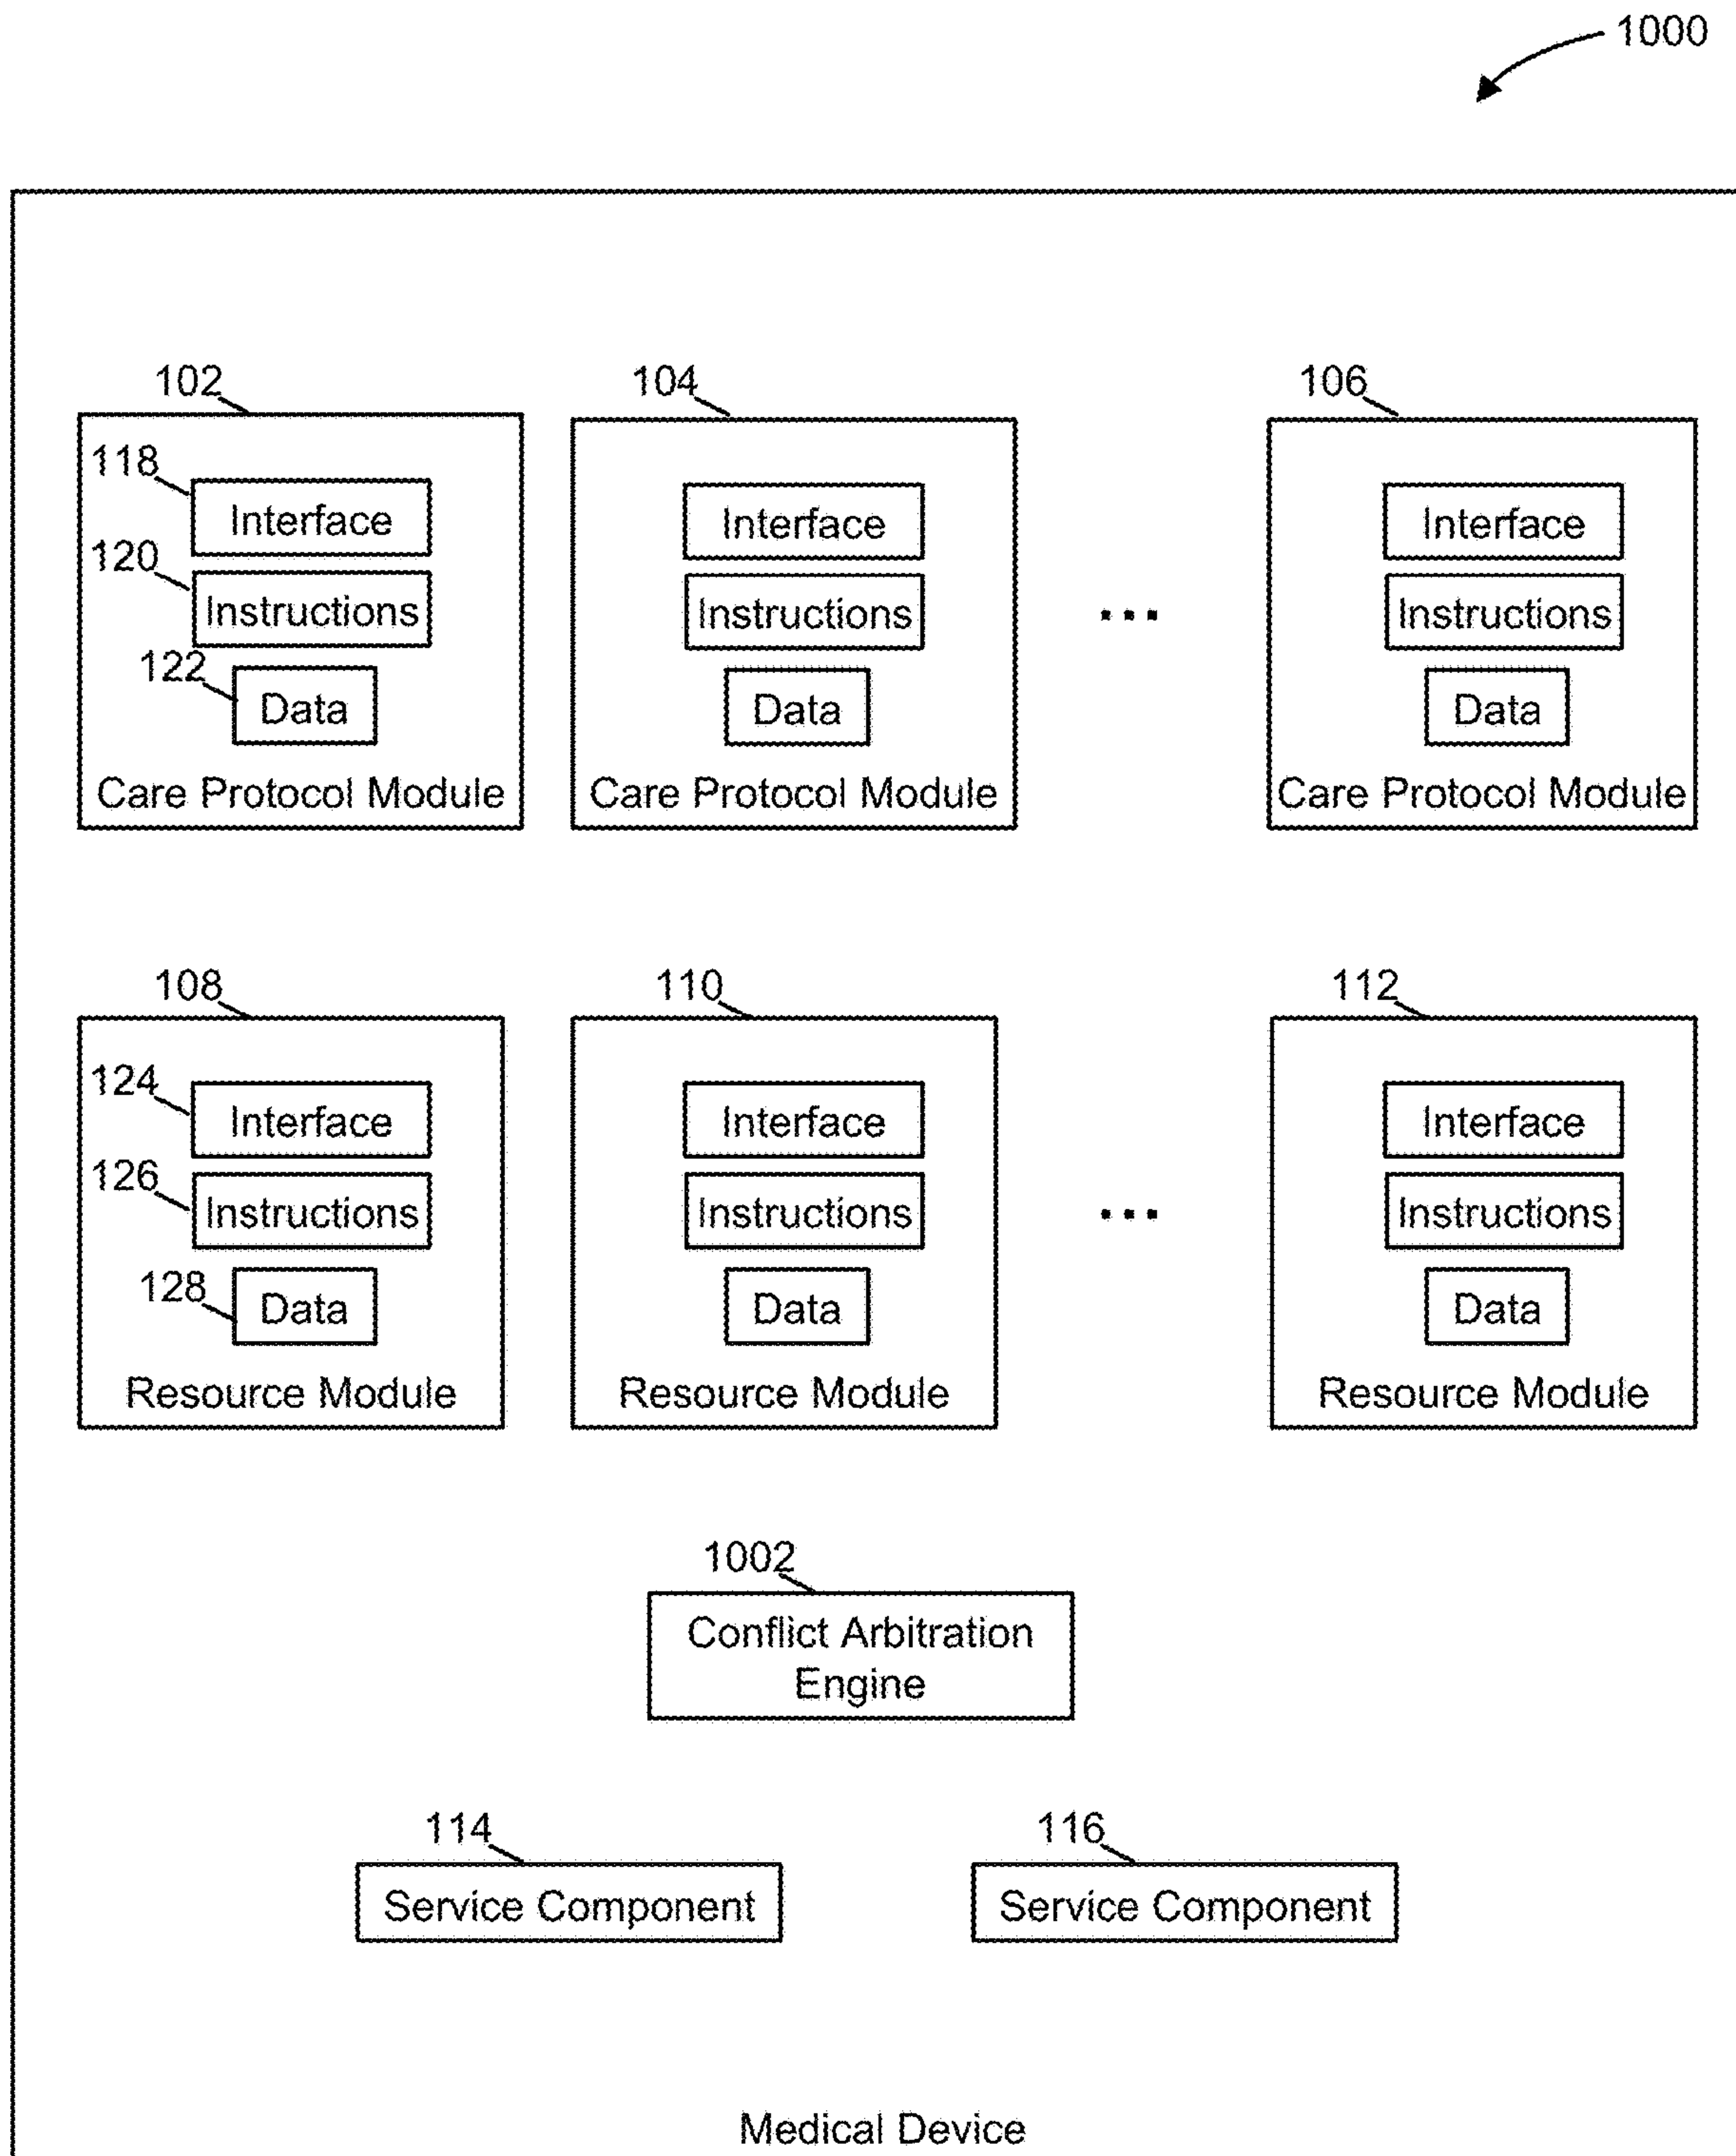 1000
102
104
106
118
Interface
Interface
Interface
120
Instructions
Instructions
...
Instructions
122
Data
Data
Data
Care Protocol Module
Care Protocol Module
Care Protocol Module
108
110
112
124
Interface
Interface
Interface
126
Instructions
Instructions
...
Instructions
128
Data
Data
Data
Resource Module
Resource Module
Resource Module
1002
Conflict Arbitration
Engine
114
116
Service Component
Service Component
Medical Device